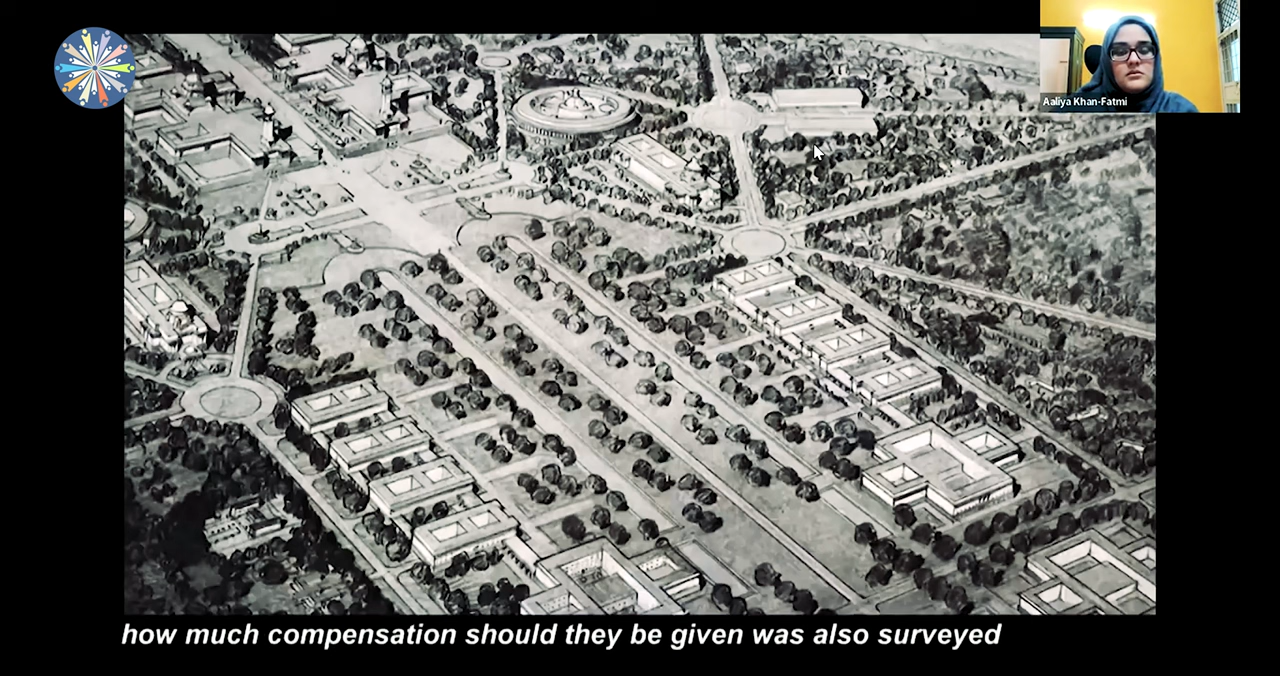 Aaliya Khan-Fatmi
how much compensation should they be given was also surveyed